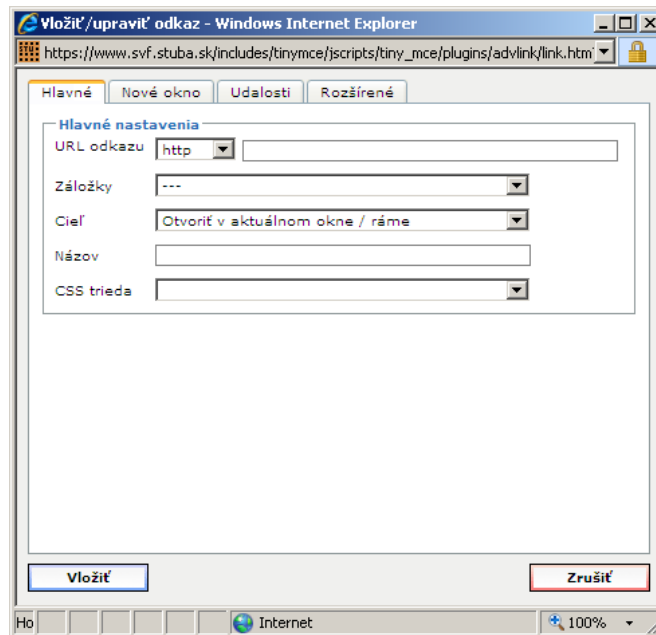 Vložiť/upraviť odkaz - Windows Internet Explorer
https://www.svf.stuba.sk/includes/tinymce/jscripts/tiny_mce/plugins/advlink/link.htm
Hlavné Nové okno Udalosti Rozšírené
Hlavné nastavenia
URL odkazu http
Záložky ---
Cieľ Otvoriť v aktuálnom okne / ráme
Názov
CSS trieda
Vložiť Zrušiť
Ho Internet 100%